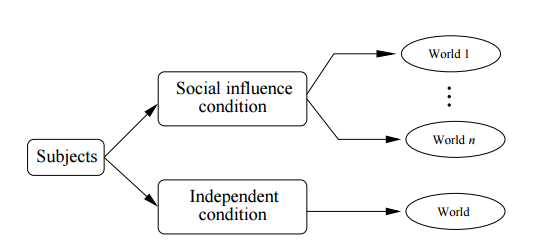 World 1
Social influence
condition
World n
Subjects
Independent
condition
World